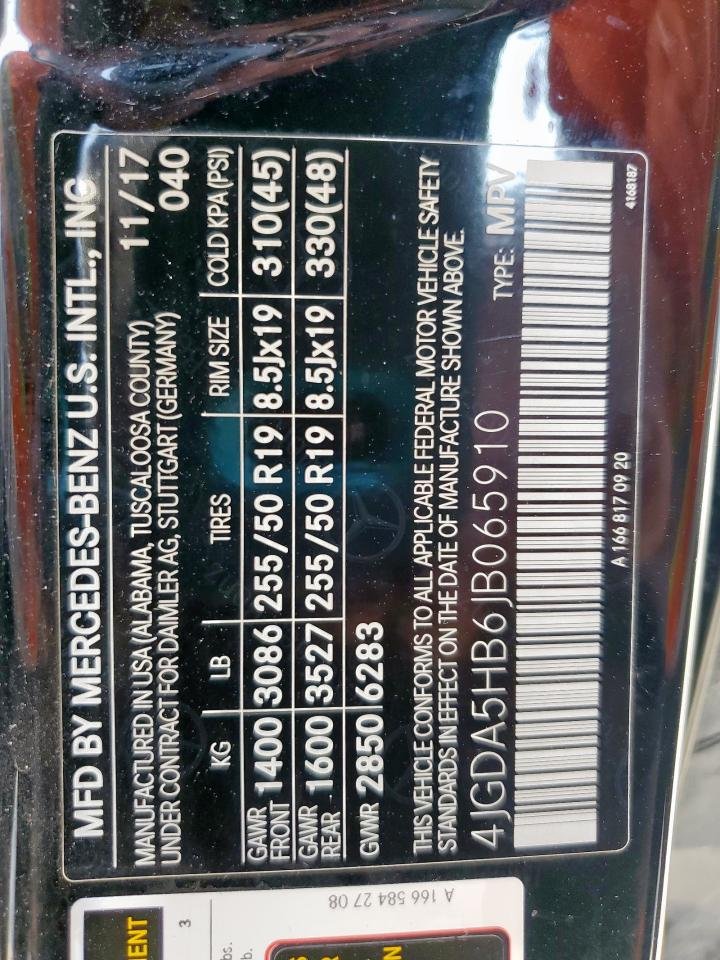 MFD BY MERCEDES-BENZ U.S. INTL., INC
MANUFACTURED IN USA (ALABAMA, TUSCALOOSA COUNTY) 11/17
UNDER CONTRACT FOR DAIMLER AG, STUTTGART (GERMANY) 040
KG LB TIRES RIM SIZE COLD KPA (PSI)
GAWR FRONT 1400 3086 255/50 R19 8.5Jx19 310(45)
GAWR REAR 1600 3527 255/50 R19 8.5Jx19 330(48)
GVWR 2850 6283
THIS VEHICLE CONFORMS TO ALL APPLICABLE FEDERAL MOTOR VEHICLE SAFETY
STANDARDS IN EFFECT ON THE DATE OF MANUFACTURE SHOWN ABOVE.
4JGDA5HB6JB065910 TYPE: MPV
A 166 817 09 20
4168187
A 166 584 27 08
3